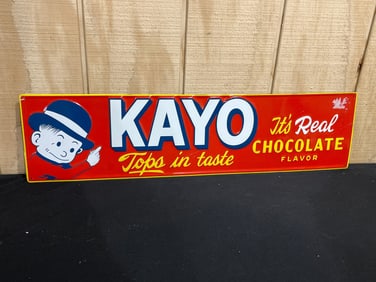 KAYO
Tops in taste
It's Real
CHOCOLATE
FLAVOR